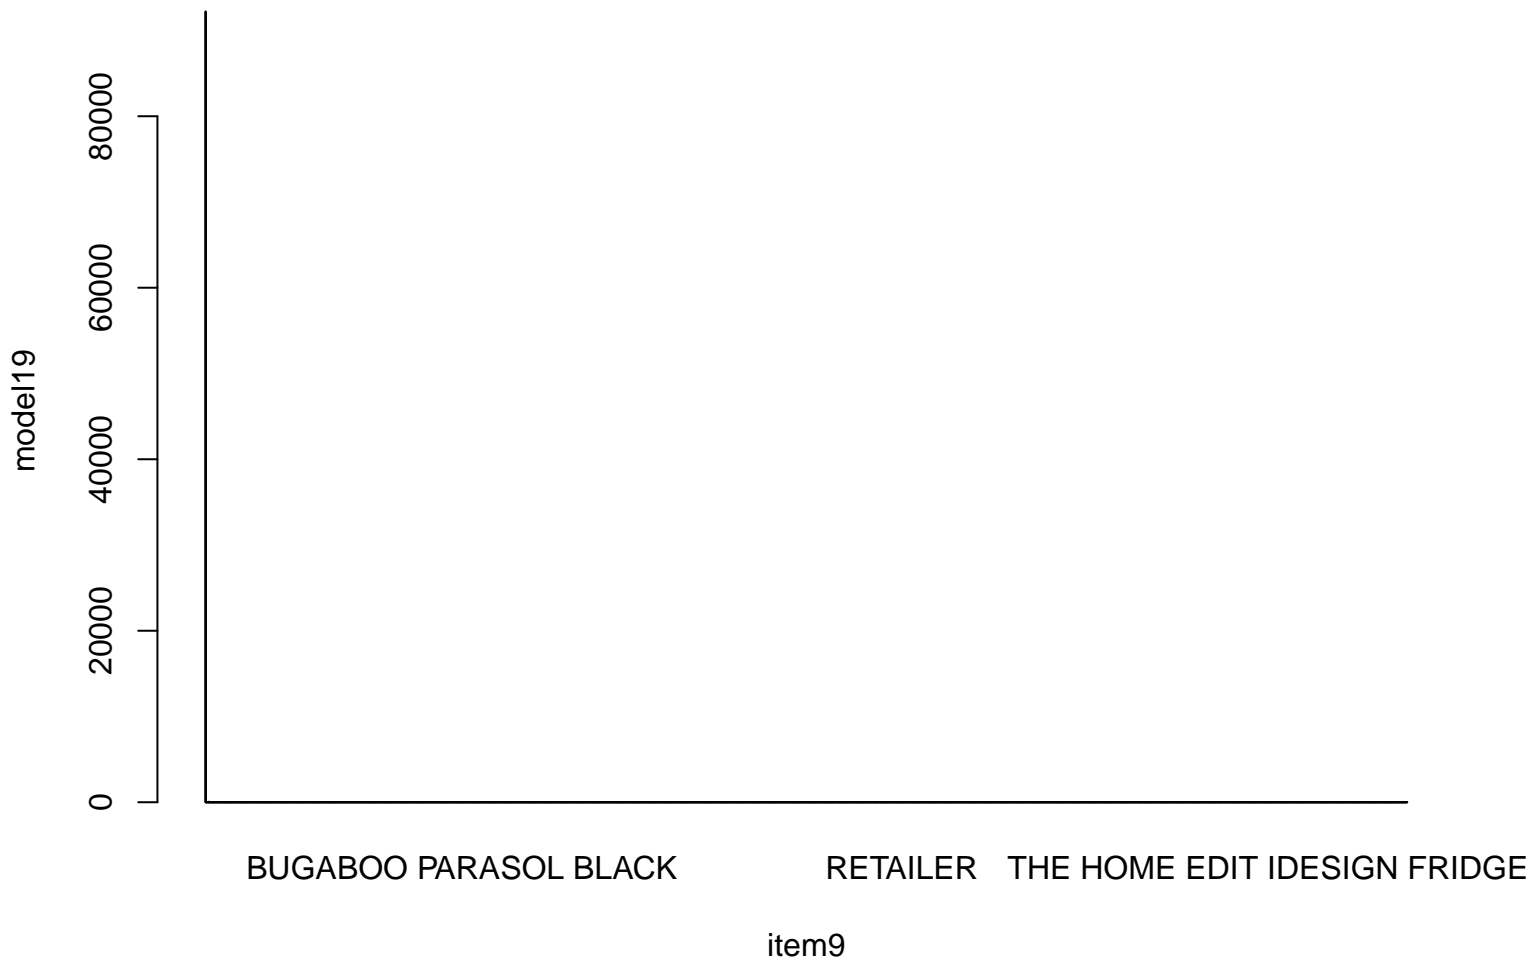 80000
60000
40000
20000
0
model19
BUGABOO PARASOL BLACK RETAILER THE HOME EDIT IDESIGN FRIDGE
item9